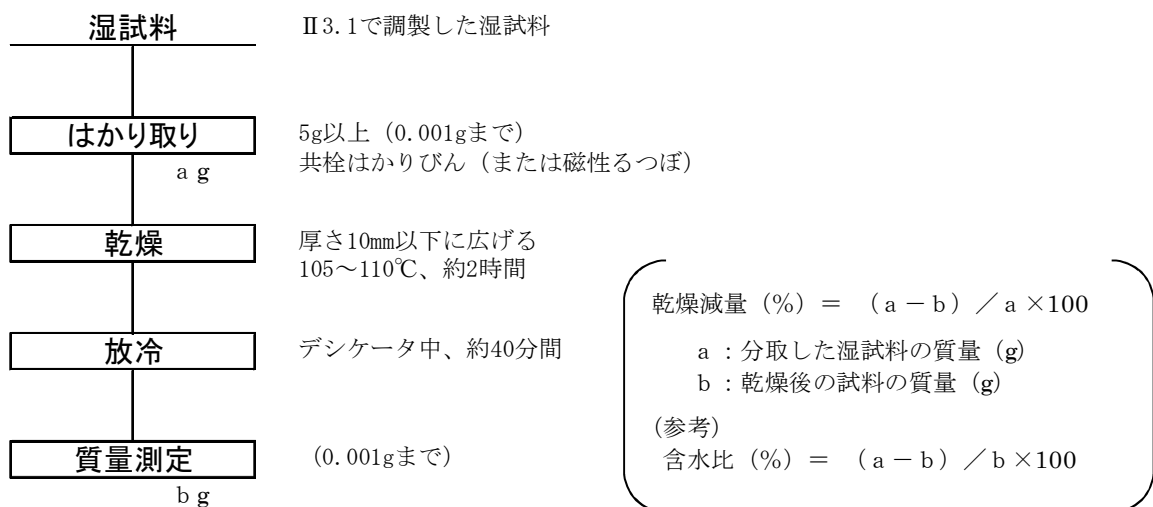 湿試料
Ⅱ3.1で調製した湿試料
はかり取り
5g以上（0.001gまで）
共栓はかりびん（または磁性るつぼ）
a g
乾燥
厚さ10mm以下に広げる
105～110℃、約2時間
放冷
デシケータ中、約40分間
質量測定
（0.001gまで）
b g
乾燥減量（%）＝（a－b）／a×100
a：分取した湿試料の質量（g）
b：乾燥後の試料の質量（g）
（参考）
含水比（%）＝（a－b）／b×100